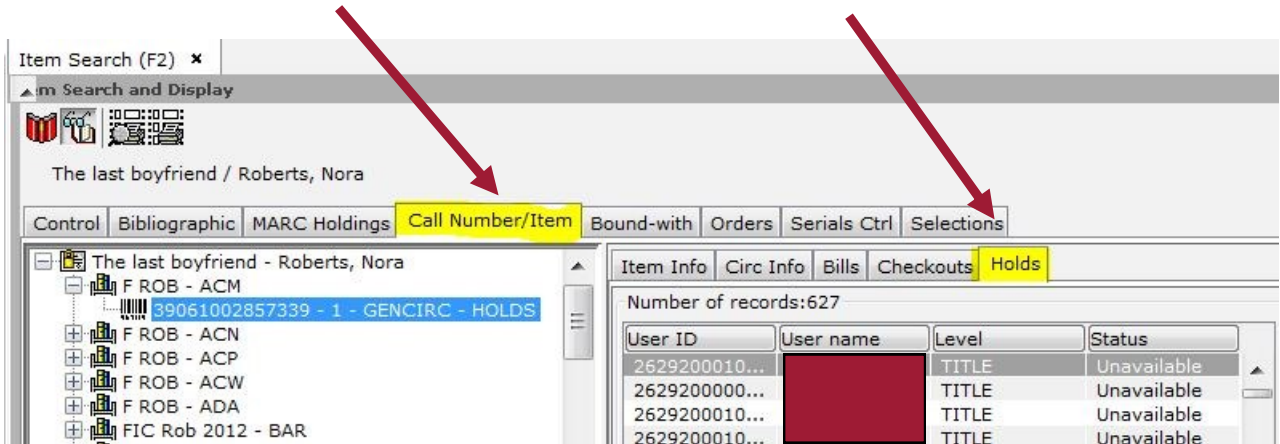 Item Search (F2) ×
em Search and Display
The last boyfriend / Roberts, Nora
Control Bibliographic MARC Holdings Call Number/Item Bound-with Orders Serials Ctrl Selections
The last boyfriend - Roberts, Nora
F ROB - ACM
39061002857339 - 1 - GENCIRC - HOLDS
F ROB - ACN
F ROB - ACP
F ROB - ACW
F ROB - ADA
FIC Rob 2012 - BAR
Item Info Circ Info Bills Checkouts Holds
Number of records:627
User ID User name Level Status
2629200010... TITLE Unavailable
2629200000... TITLE Unavailable
2629200010... TITLE Unavailable
2629200010... TITLE Unavailable